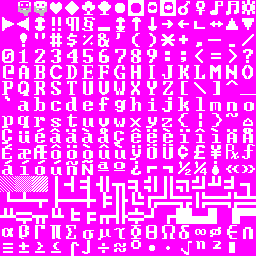 ☺☻♥♦♣♠•◘○◙♂♀♪♫☼
►◄↕‼¶§▬↨↑↓→←∟↔▲▼
!"#$%&'()*+,-./
0123456789:;<=>?
@ABCDEFGHIJKLMNO
PQRSTUVWXYZ[\]^_
`abcdefghijklmno
pqrstuvwxyz{|}~⌂
ÇüéâäàåçêëèïîìÄÅ
ÉæÆôöòûùÿÖÜ¢£¥₧ƒ
áíóúñÑªº¿⌐¬½¼¡«»
░▒▓│┤╡╢╖╕╣║╗╝╜╛┐
└┴┬├─┼╞╟╚╔╩╦╠═╬╧
╨╤╥╙╘╒╓╫╪┘┌█▄▌▐▀
αßΓπΣσµτΦΘΩδ∞φε∩
≡±≥≤⌠⌡÷≈°∙·√ⁿ²■